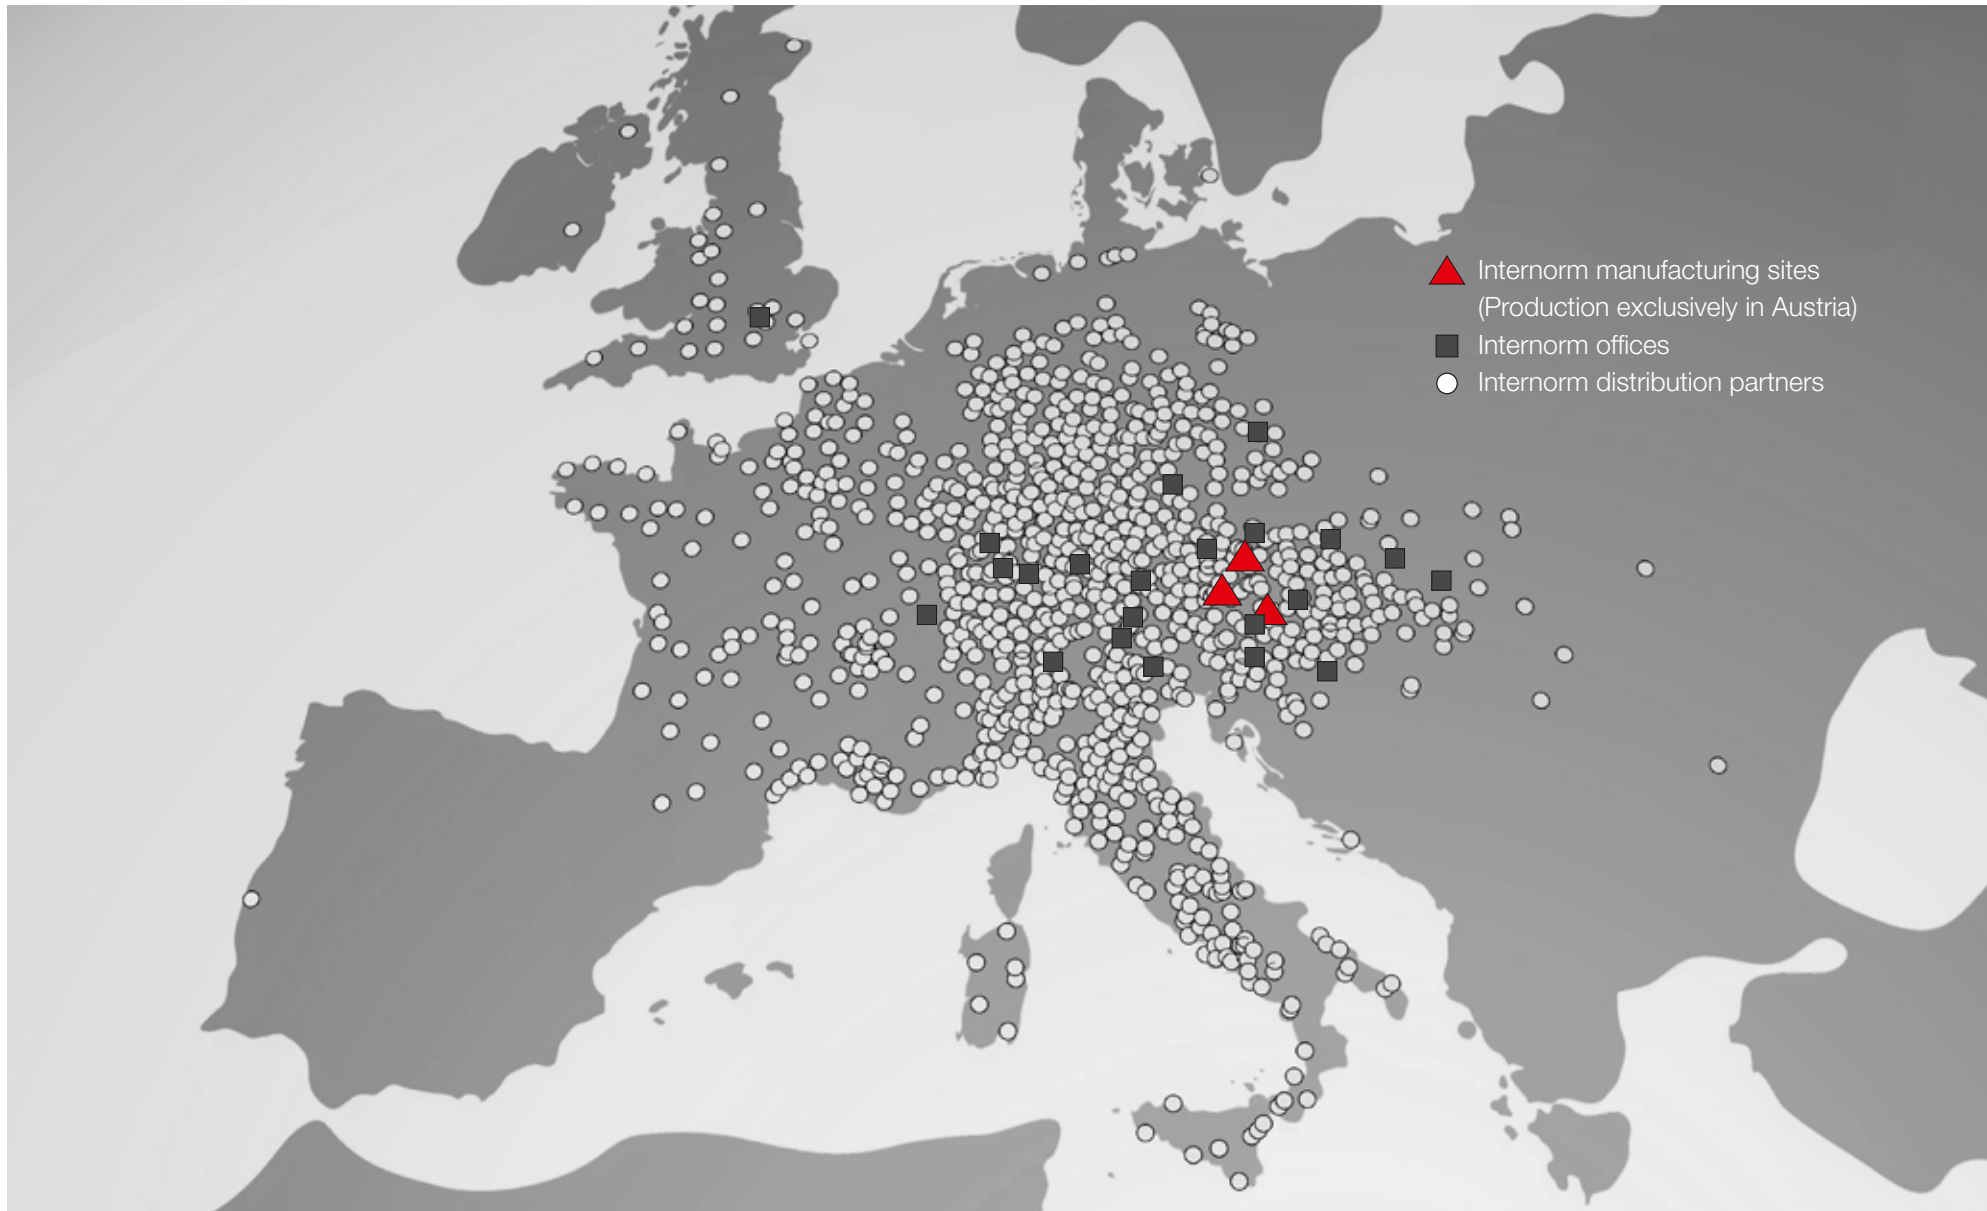 Internorm manufacturing sites
(Production exclusively in Austria)
Internorm offices
Internorm distribution partners